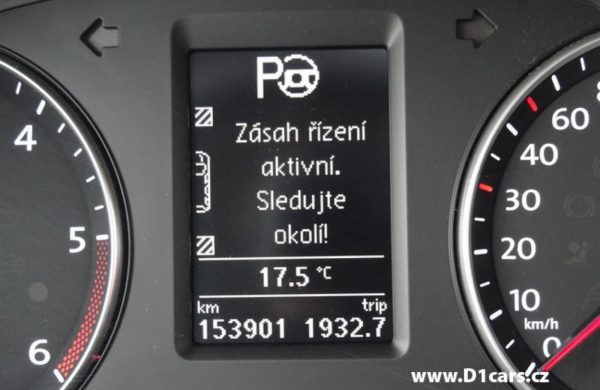 P
Zásah řízení
aktivní.
Sledujte
okolí!
17.5 °C
km trip
153901 1932.7
4
5
6
60
40
30
20
10
0
km/h
www.D1cars.cz